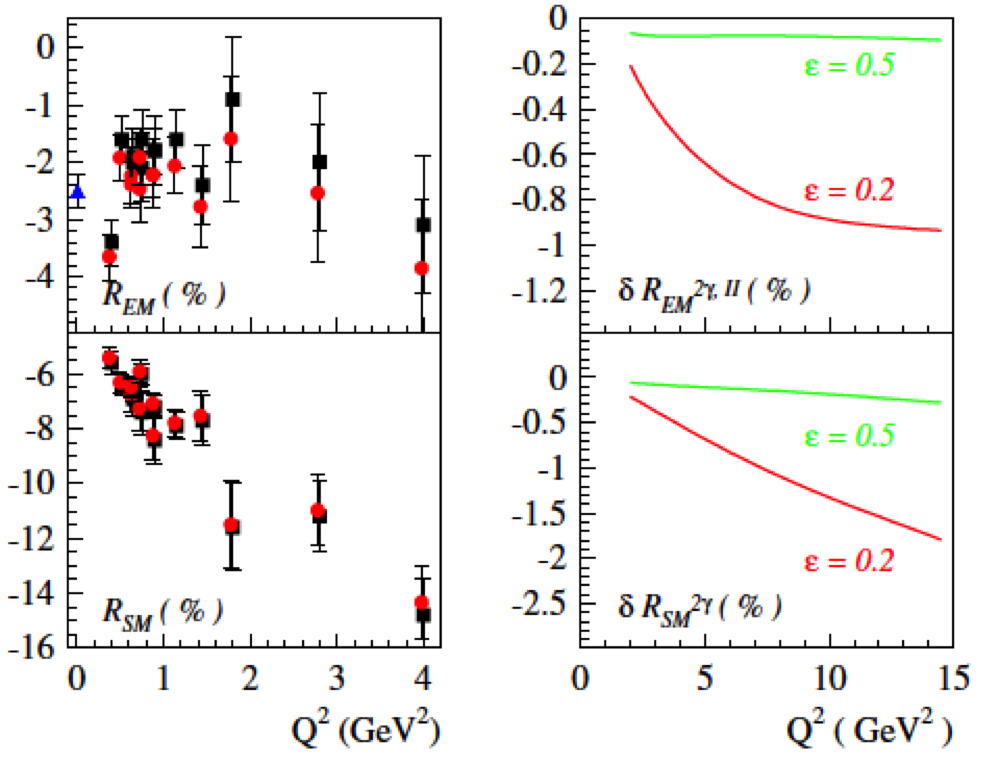 0
-1
-2
-3
-4
R_EM ( % )
-6
-8
-10
-12
-14
-16
R_SM ( % )
0 1 2 3 4
Q² (GeV²)
0
-0.2
-0.4
-0.6
-0.8
-1
-1.2
ε = 0.5
ε = 0.2
δ R_EM^2γ, II ( % )
0
-0.5
-1
-1.5
-2
-2.5
ε = 0.5
ε = 0.2
δ R_SM^2γ ( % )
0 5 10 15
Q² ( GeV²)